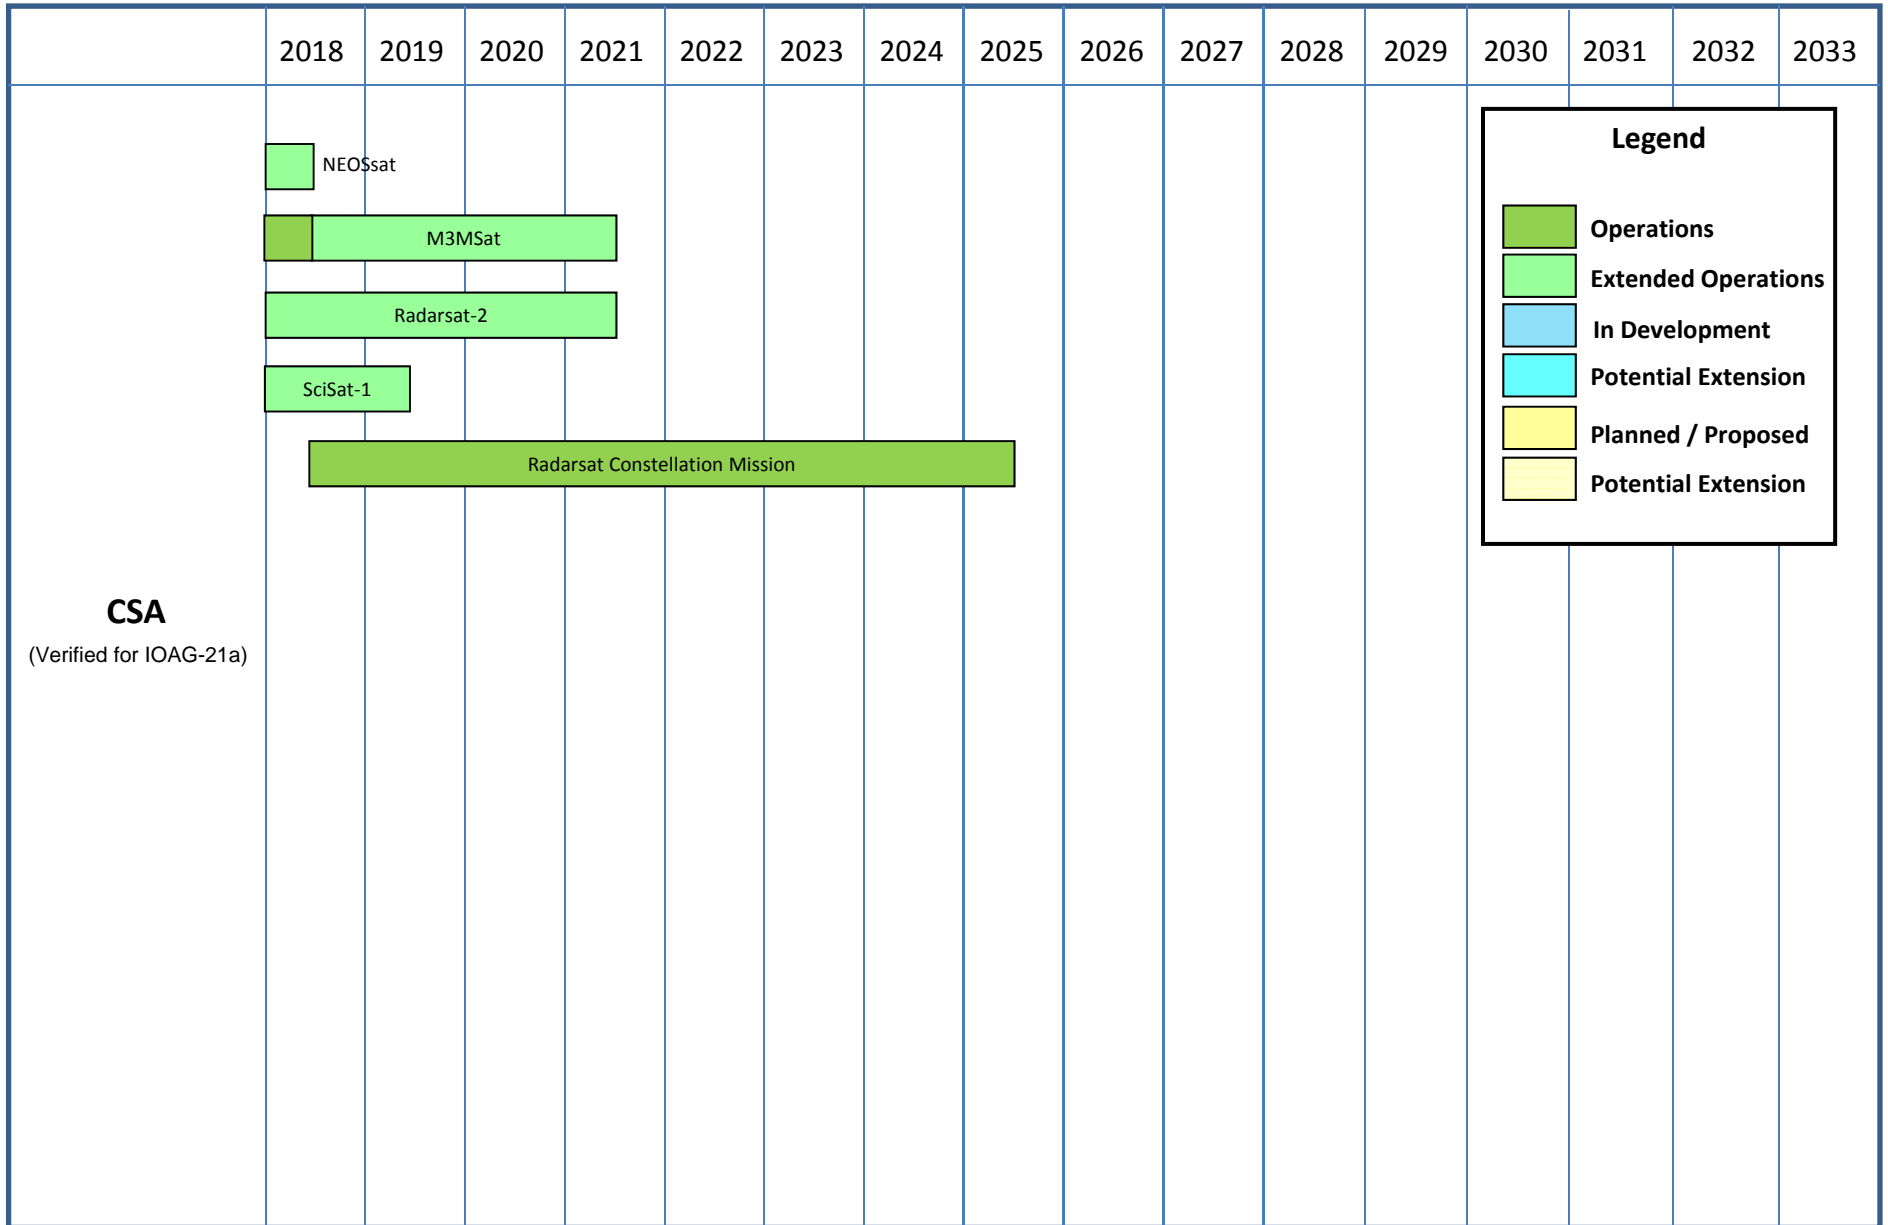 2018 2019 2020 2021 2022 2023 2024 2025 2026 2027 2028 2029 2030 2031 2032 2033
Legend
Operations
Extended Operations
In Development
Potential Extension
Planned / Proposed
Potential Extension
NEOSsat
M3MSat
Radarsat-2
SciSat-1
Radarsat Constellation Mission
CSA
(Verified for IOAG-21a)